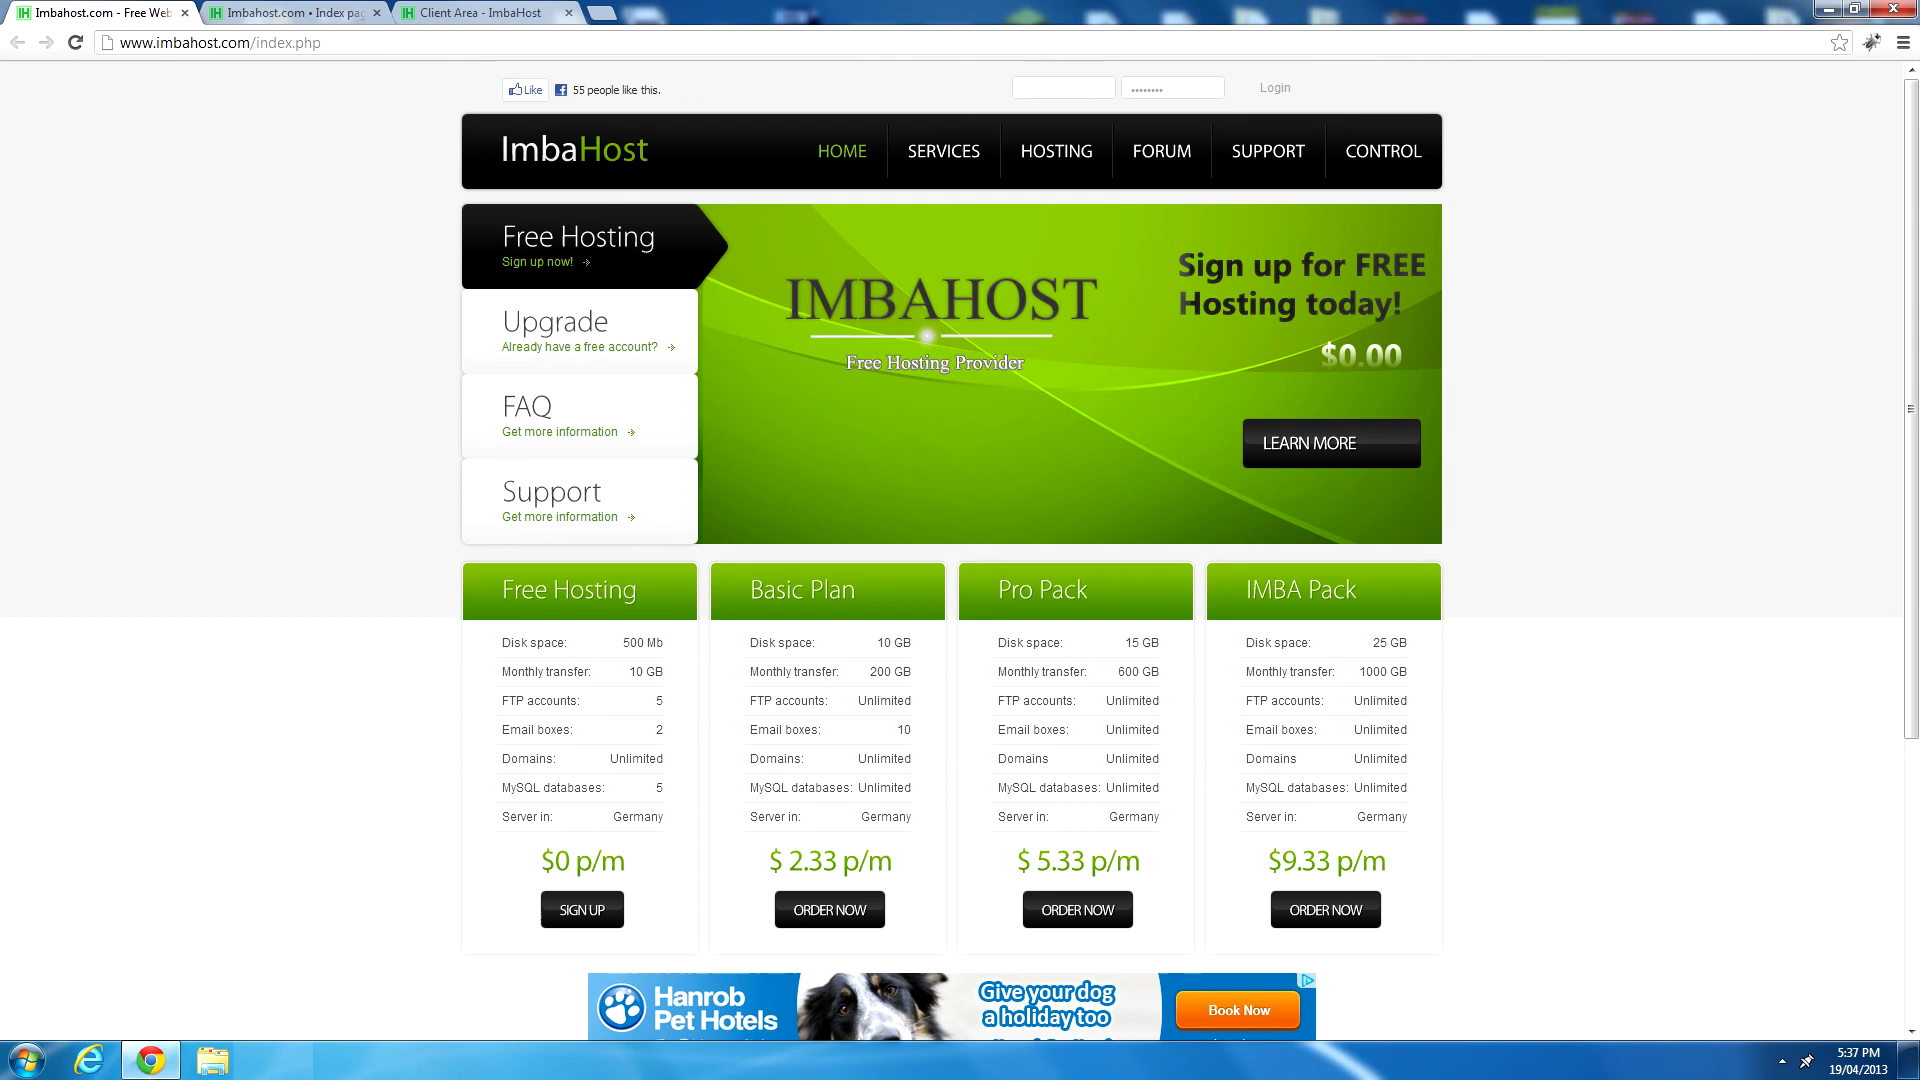 Imbahost.com - Free Web
Imbahost.com • Index pag
Client Area - ImbaHost
www.imbahost.com/index.php
Like
55 people like this.
Login
ImbaHost
HOME
SERVICES
HOSTING
FORUM
SUPPORT
CONTROL
Free Hosting
Sign up now!
Upgrade
Already have a free account?
FAQ
Get more information
Support
Get more information
IMBAHOST
Free Hosting Provider
Sign up for FREE
Hosting today!
$0.00
LEARN MORE
Free Hosting
Disk space: 500 Mb
Monthly transfer: 10 GB
FTP accounts: 5
Email boxes: 2
Domains: Unlimited
MySQL databases: 5
Server in: Germany
$0 p/m
SIGN UP
Basic Plan
Disk space: 10 GB
Monthly transfer: 200 GB
FTP accounts: Unlimited
Email boxes: 10
Domains: Unlimited
MySQL databases: Unlimited
Server in: Germany
$ 2.33 p/m
ORDER NOW
Pro Pack
Disk space: 15 GB
Monthly transfer: 600 GB
FTP accounts: Unlimited
Email boxes: Unlimited
Domains Unlimited
MySQL databases: Unlimited
Server in: Germany
$ 5.33 p/m
ORDER NOW
IMBA Pack
Disk space: 25 GB
Monthly transfer: 1000 GB
FTP accounts: Unlimited
Email boxes: Unlimited
Domains Unlimited
MySQL databases: Unlimited
Server in: Germany
$9.33 p/m
ORDER NOW
Hanrob
Pet Hotels
Give your dog
a holiday too
Book Now
5:37 PM
19/04/2013